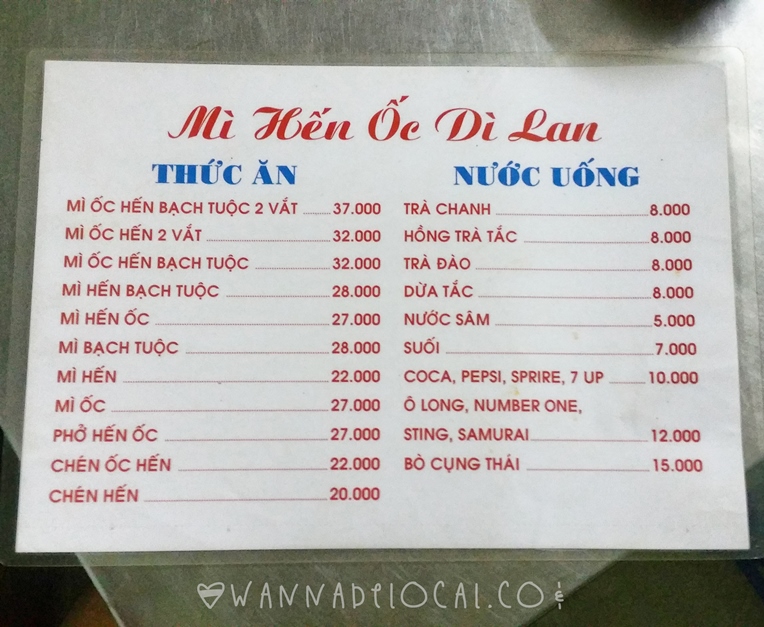 Mì Hến Ốc Dì Lan
THỨC ĂN
MÌ ỐC HẾN BẠCH TUỘC 2 VẮT 37.000
MÌ ỐC HẾN 2 VẮT 32.000
MÌ ỐC HẾN BẠCH TUỘC 32.000
MÌ HẾN BẠCH TUỘC 28.000
MÌ HẾN ỐC 27.000
MÌ BẠCH TUỘC 28.000
MÌ HẾN 22.000
MÌ ỐC 27.000
PHỞ HẾN ỐC 27.000
CHÉN ỐC HẾN 22.000
CHÉN HẾN 20.000
NƯỚC UỐNG
TRÀ CHANH 8.000
HỒNG TRÀ TẮC 8.000
TRÀ ĐÀO 8.000
DỪA TẮC 8.000
NƯỚC SÂM 5.000
SUỐI 7.000
COCA, PEPSI, SPRIRE, 7 UP 10.000
Ô LONG, NUMBER ONE,
STING, SAMURAI 12.000
BÒ CỤNG THÁI 15.000
WANNADTLOCAL.CO